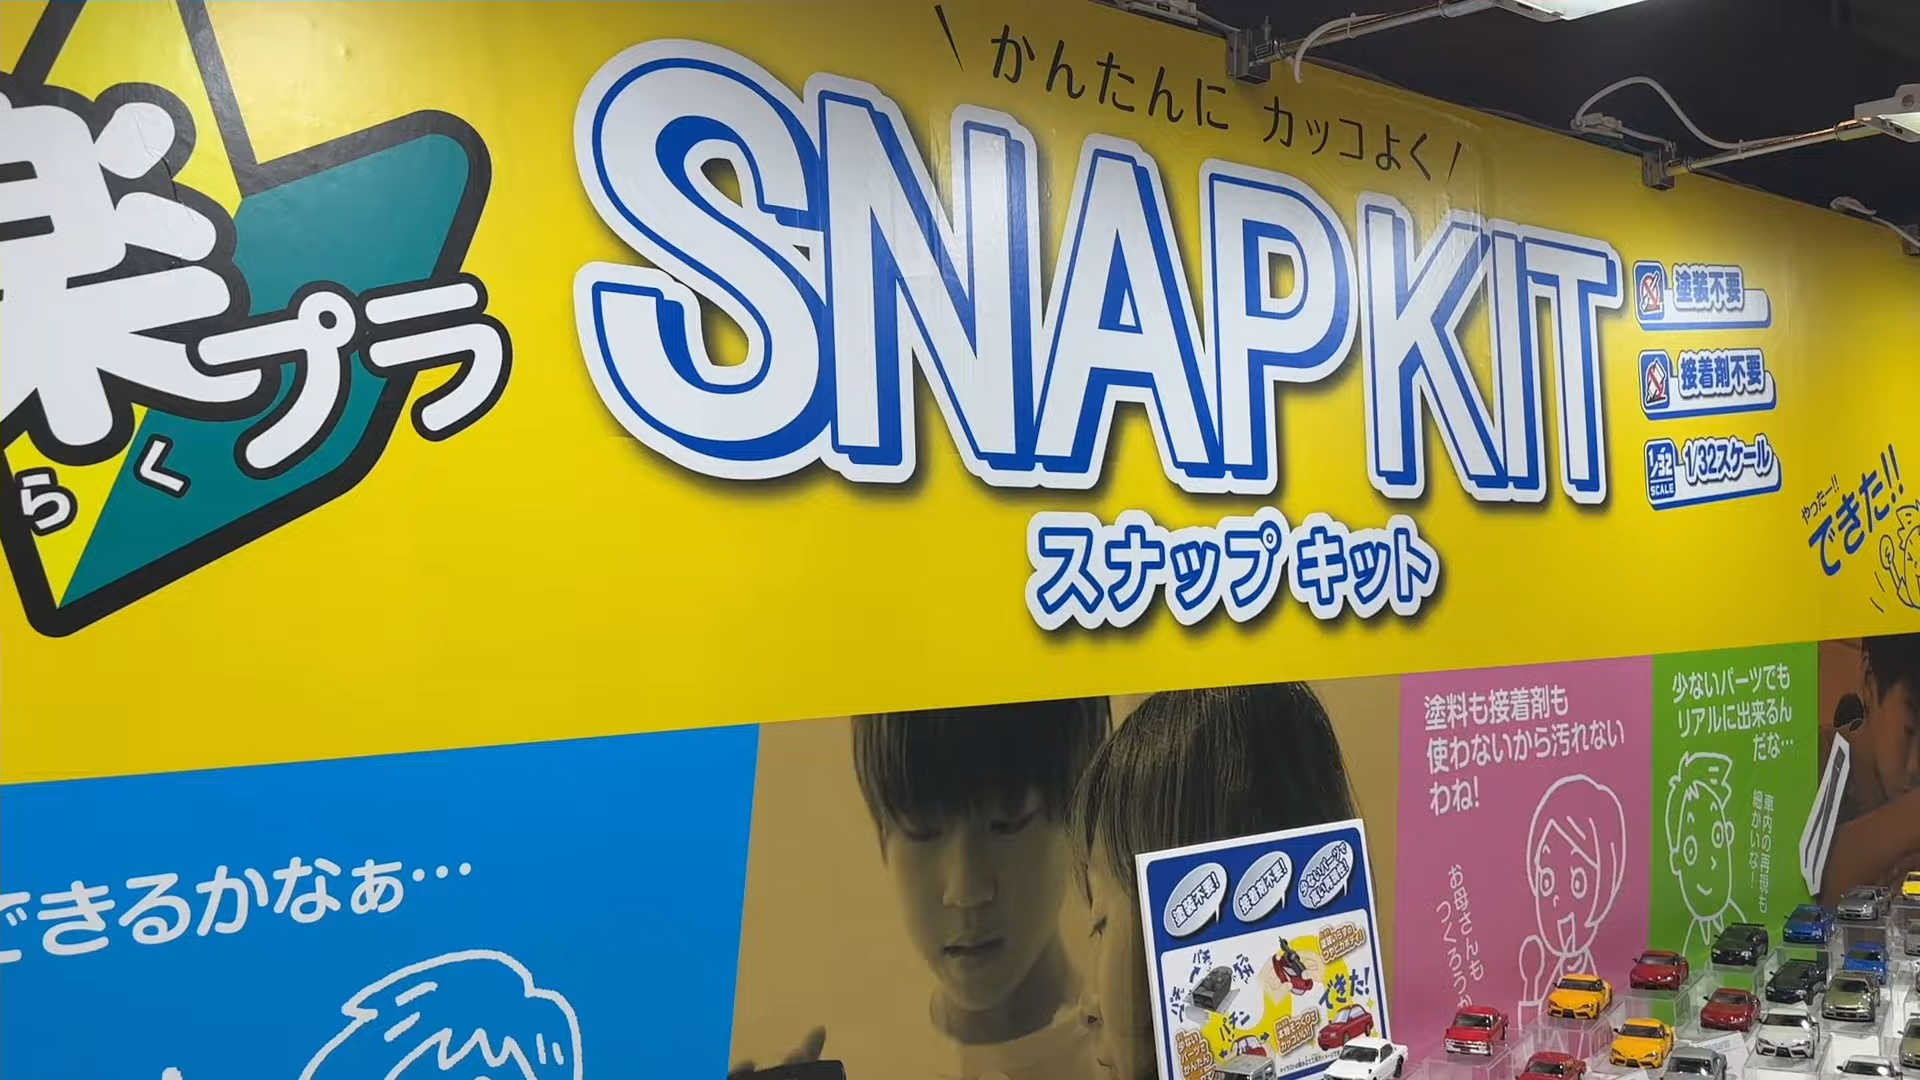 楽プラ
らく
かんたんに カッコよく
SNAP KIT
スナップ キット
塗装不要
接着剤不要
1/32 SCALE
1/32スケール
やったー!!
できた!!
できるかなぁ…
塗料も接着剤も
使わないから汚れない
わね!
お母さんも
つくろうか
少ないパーツでも
リアルに出来るん
だな…
車内の再現も
細かいな!
塗装不要!
接着剤不要!
パチン
できた!